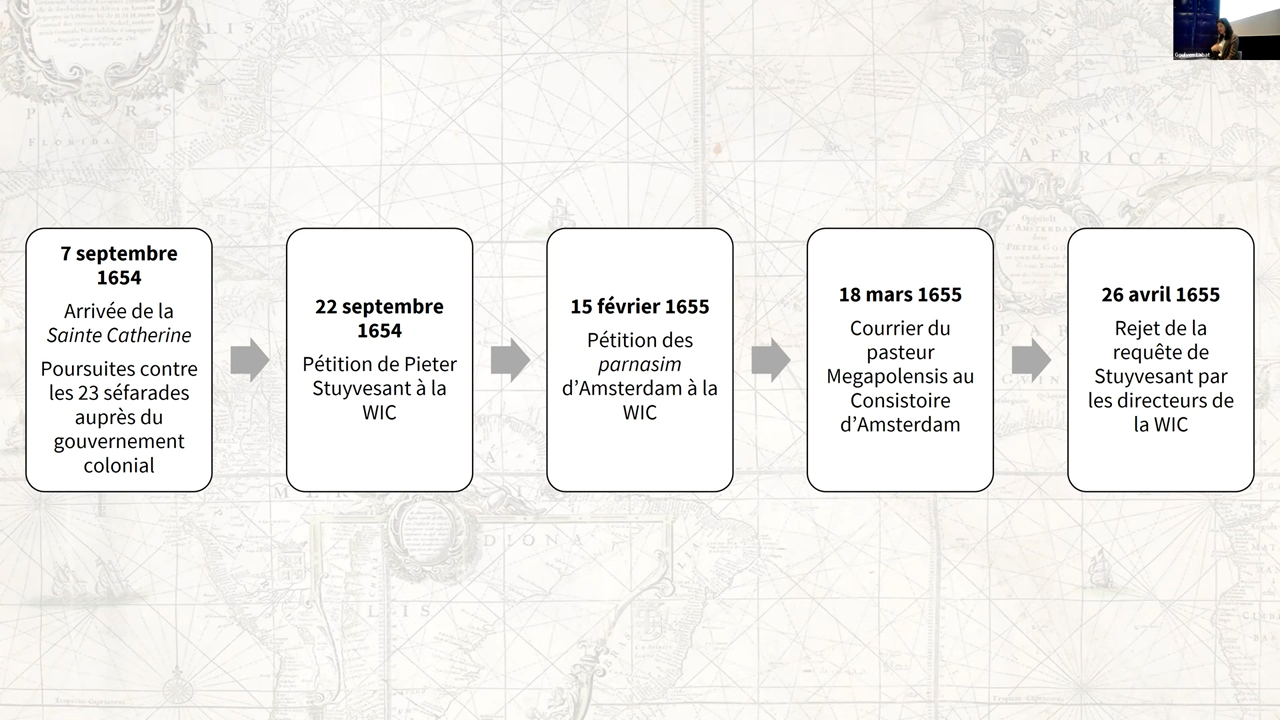 7 septembre
1654
Arrivée de la
Sainte Catherine
Poursuites contre
les 23 séfarades
auprès du
gouvernement
colonial
22 septembre
1654
Pétition de Pieter
Stuyvesant à la
WIC
15 février 1655
Pétition des
parnasim
d’Amsterdam à la
WIC
18 mars 1655
Courrier du
pasteur
Megapolensis au
Consistoire
d’Amsterdam
26 avril 1655
Rejet de la
requête de
Stuyvesant par
les directeurs de
la WIC
FLORIDA
BARBARIA
AFRICÆ